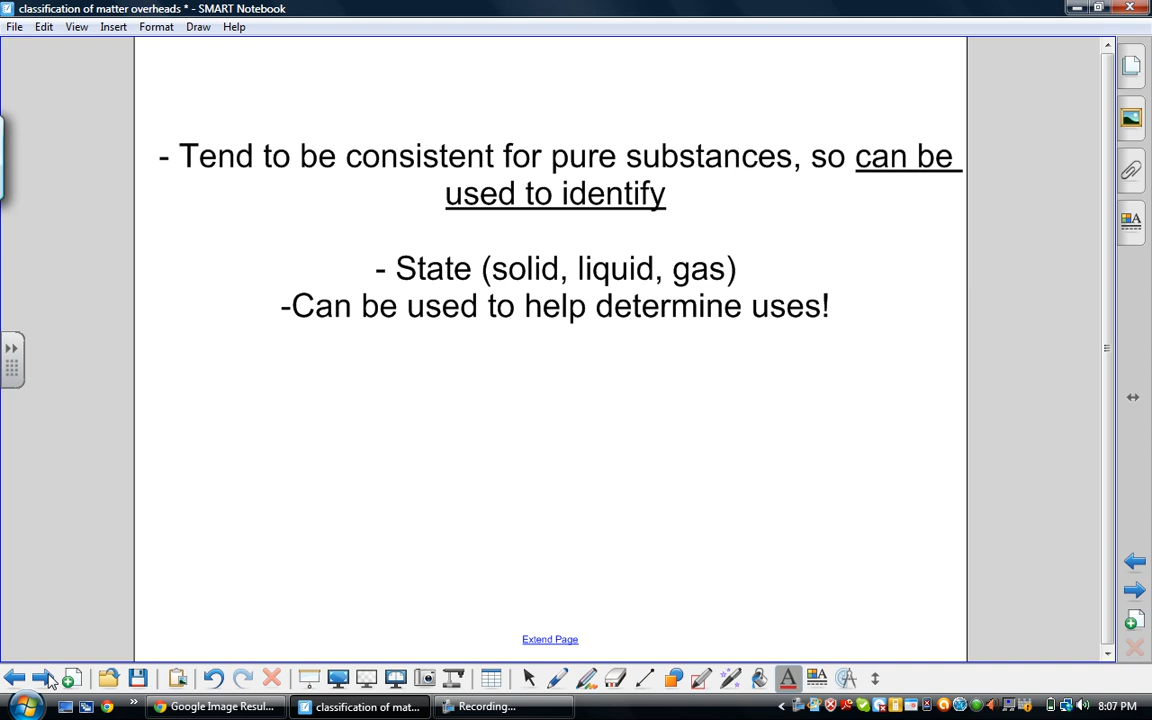 classification of matter overheads * - SMART Notebook
File Edit View Insert Format Draw Help
- Tend to be consistent for pure substances, so can be
used to identify
- State (solid, liquid, gas)
-Can be used to help determine uses!
Extend Page
Google Image Resul...
classification of mat...
Recording...
8:07 PM